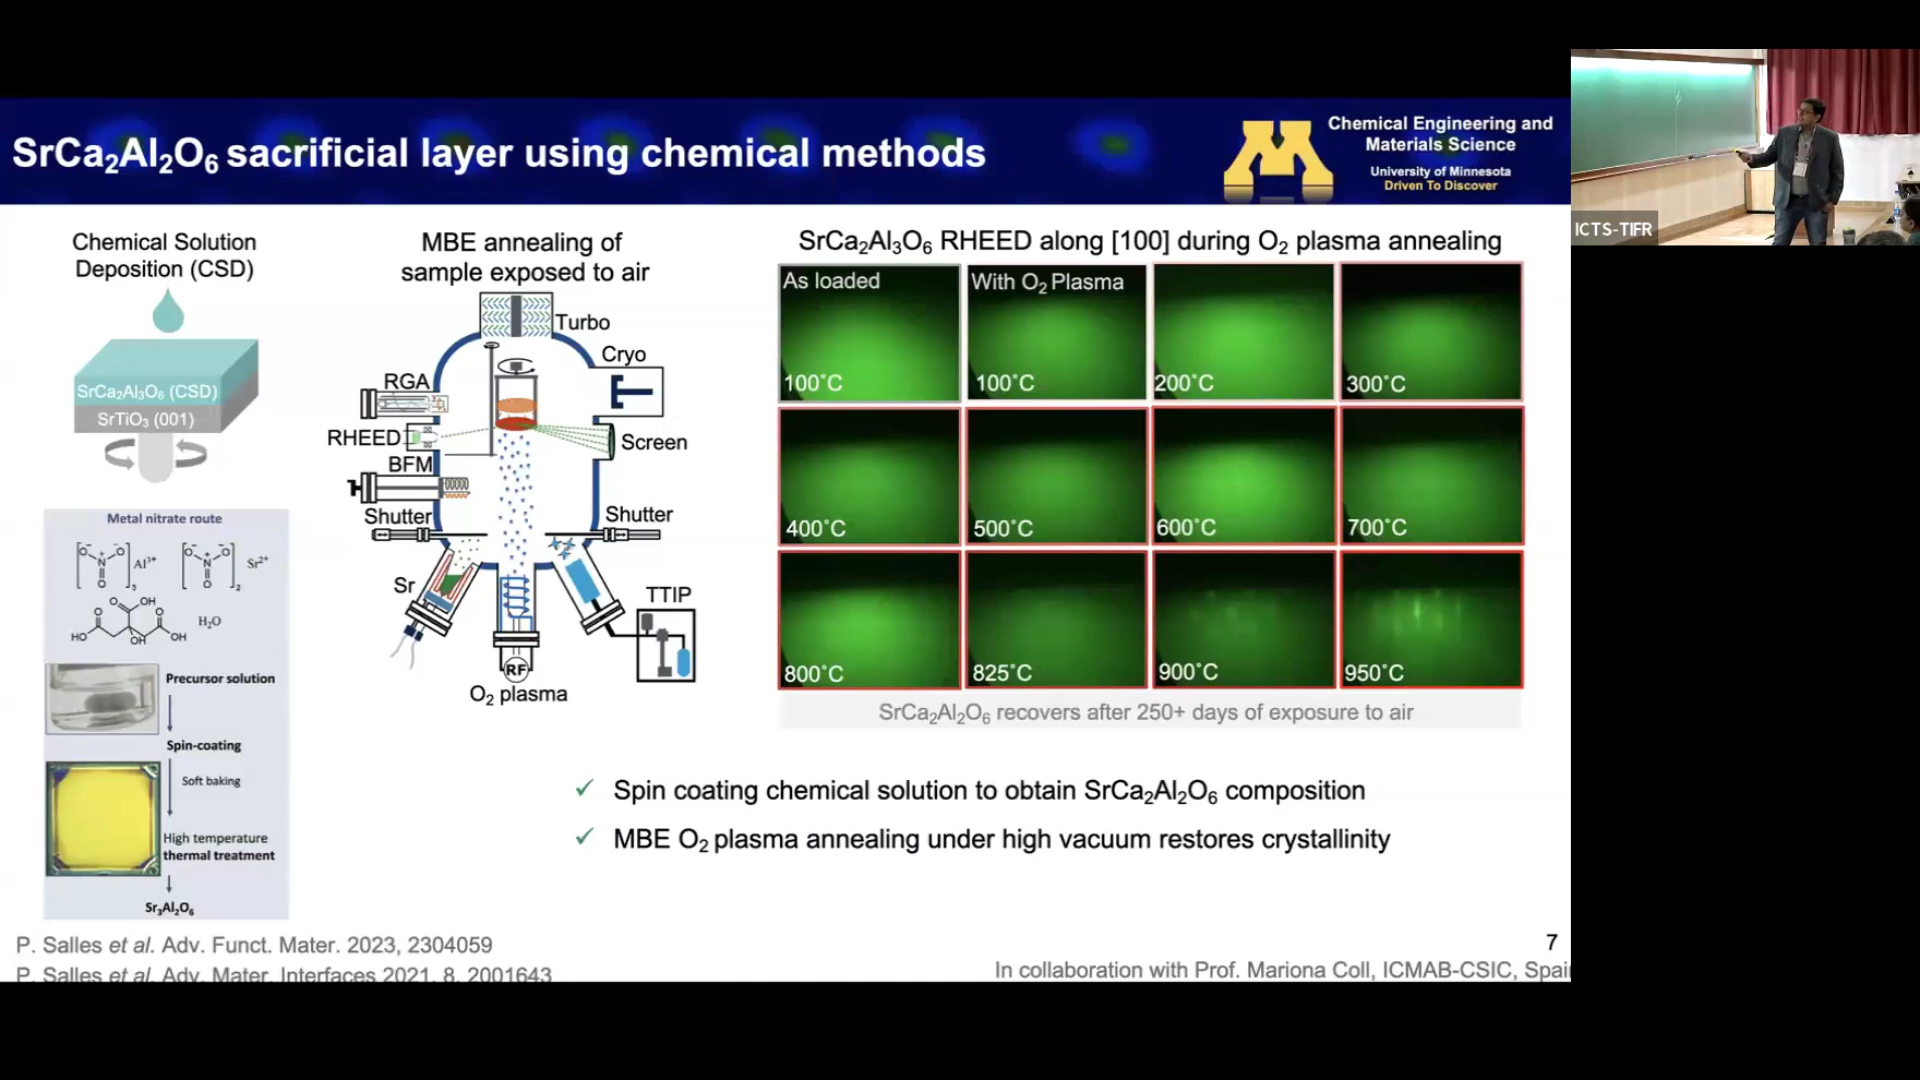 SrCa₂Al₂O₆ sacrificial layer using chemical methods
Chemical Engineering and
Materials Science
University of Minnesota
Driven To Discover
ICTS-TIFR
Chemical Solution
Deposition (CSD)
SrCa₂Al₃O₆ (CSD)
SrTiO₃ (001)
Metal nitrate route
O⁻ N⁺ O⁻ O 3 Al³⁺
O⁻ N⁺ O⁻ O 2 Sr²⁺
O OH O O
HO OH OH
H₂O
Precursor solution
Spin-coating
Soft baking
High temperature
thermal treatment
Sr₃Al₂O₆
MBE annealing of
sample exposed to air
Turbo
Cryo
RGA
RHEED
Screen
BFM
Shutter
Shutter
Sr
TTIP
RF
O₂ plasma
SrCa₂Al₃O₆ RHEED along [100] during O₂ plasma annealing
As loaded
100°C
With O₂ Plasma
100°C
200°C
300°C
400°C
500°C
600°C
700°C
800°C
825°C
900°C
950°C
SrCa₂Al₂O₆ recovers after 250+ days of exposure to air
✓ Spin coating chemical solution to obtain SrCa₂Al₂O₆ composition
✓ MBE O₂ plasma annealing under high vacuum restores crystallinity
P. Salles et al. Adv. Funct. Mater. 2023, 2304059
P. Salles et al. Adv. Mater. Interfaces 2021, 8, 2001643
7
In collaboration with Prof. Mariona Coll, ICMAB-CSIC, Spain